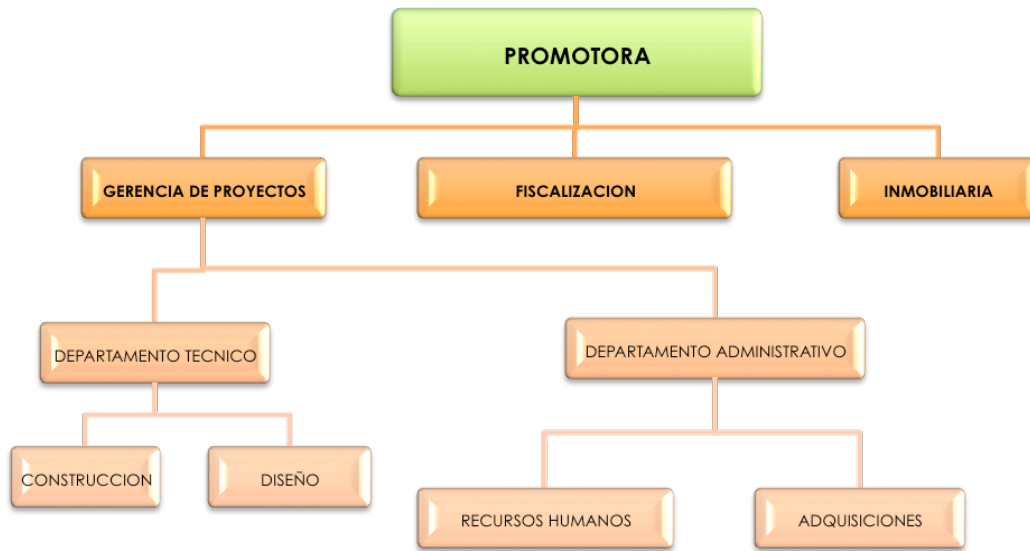 PROMOTORA
GERENCIA DE PROYECTOS
FISCALIZACION
INMOBILIARIA
DEPARTAMENTO TECNICO
DEPARTAMENTO ADMINISTRATIVO
CONSTRUCCION
DISEÑO
RECURSOS HUMANOS
ADQUISICIONES